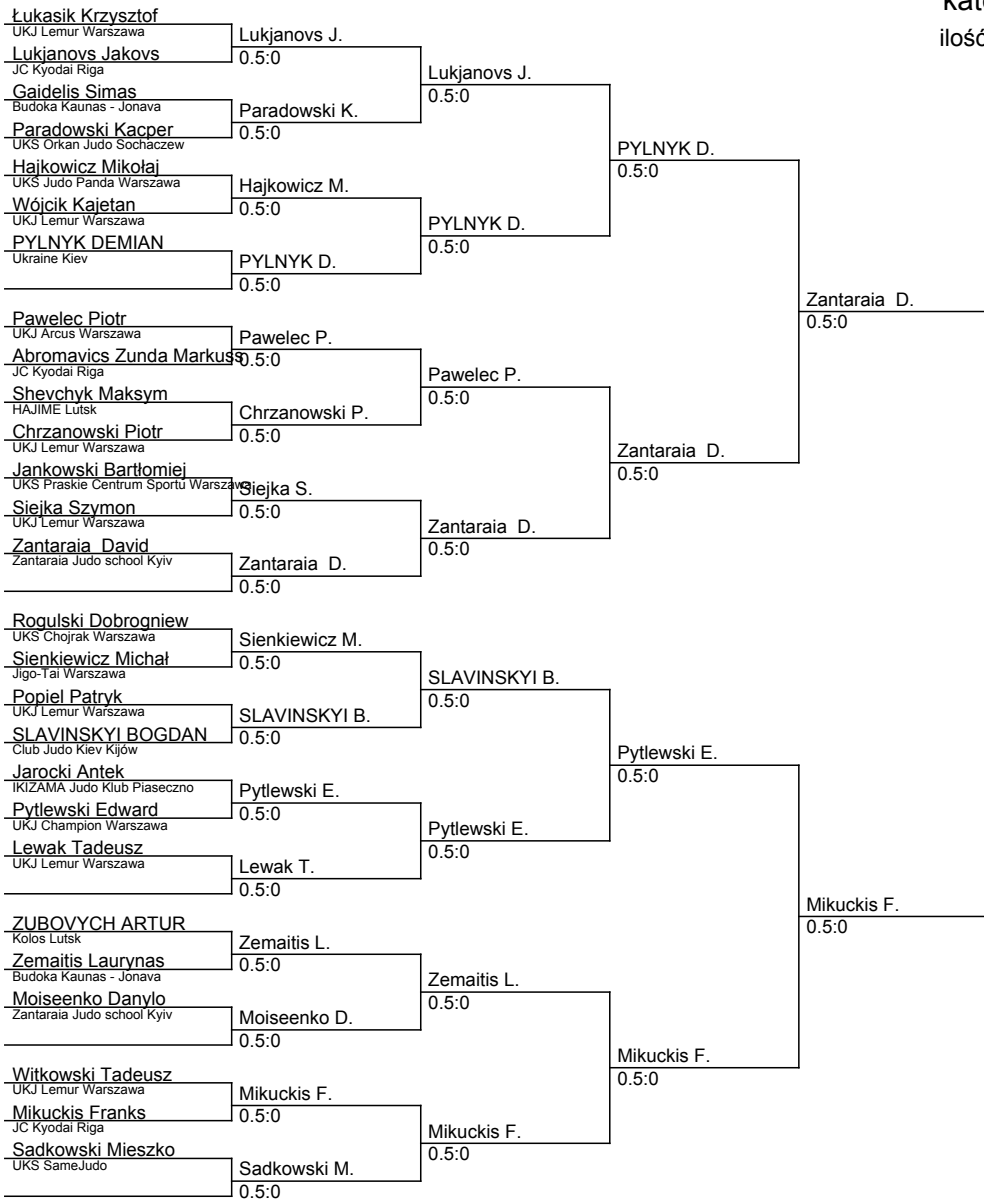 kat
ilość
Łukasik Krzysztof
UKJ Lemur Warszawa
Lukjanovs Jakovs
JC Kyodai Riga
Gaidelis Simas
Budoka Kaunas - Jonava
Paradowski Kacper
UKS Orkan Judo Sochaczew
Hajkowicz Mikołaj
UKS Judo Panda Warszawa
Wójcik Kajetan
UKJ Lemur Warszawa
PYLNYK DEMIAN
Ukraine Kiev
Pawelec Piotr
UKJ Arcus Warszawa
Abromavics Zunda Markuss
JC Kyodai Riga
Shevchyk Maksym
HAJIME Lutsk
Chrzanowski Piotr
UKJ Lemur Warszawa
Jankowski Bartłomiej
UKS Praskie Centrum Sportu Warszawa
Siejka Szymon
UKJ Lemur Warszawa
Zantaraia  David
Zantaraia Judo school Kyiv
Rogulski Dobrogniew
UKS Chojrak Warszawa
Sienkiewicz Michał
Jigo-Tai Warszawa
Popiel Patryk
UKJ Lemur Warszawa
SLAVINSKYI BOGDAN
Club Judo Kiev Kijów
Jarocki Antek
IKIZAMA Judo Klub Piaseczno
Pytlewski Edward
UKJ Champion Warszawa
Lewak Tadeusz
UKJ Lemur Warszawa
ZUBOVYCH ARTUR
Kolos Lutsk
Zemaitis Laurynas
Budoka Kaunas - Jonava
Moiseenko Danylo
Zantaraia Judo school Kyiv
Witkowski Tadeusz
UKJ Lemur Warszawa
Mikuckis Franks
JC Kyodai Riga
Sadkowski Mieszko
UKS SameJudo
Lukjanovs J.
0.5:0
Paradowski K.
0.5:0
Hajkowicz M.
0.5:0
PYLNYK D.
0.5:0
Pawelec P.
0.5:0
Chrzanowski P.
0.5:0
Siejka S.
0.5:0
Zantaraia  D.
0.5:0
Sienkiewicz M.
0.5:0
SLAVINSKYI B.
0.5:0
Pytlewski E.
0.5:0
Lewak T.
0.5:0
Zemaitis L.
0.5:0
Moiseenko D.
0.5:0
Mikuckis F.
0.5:0
Sadkowski M.
0.5:0
Lukjanovs J.
0.5:0
PYLNYK D.
0.5:0
Pawelec P.
0.5:0
Zantaraia  D.
0.5:0
SLAVINSKYI B.
0.5:0
Pytlewski E.
0.5:0
Zemaitis L.
0.5:0
Mikuckis F.
0.5:0
PYLNYK D.
0.5:0
Zantaraia  D.
0.5:0
Pytlewski E.
0.5:0
Mikuckis F.
0.5:0
Zantaraia  D.
0.5:0
Mikuckis F.
0.5:0